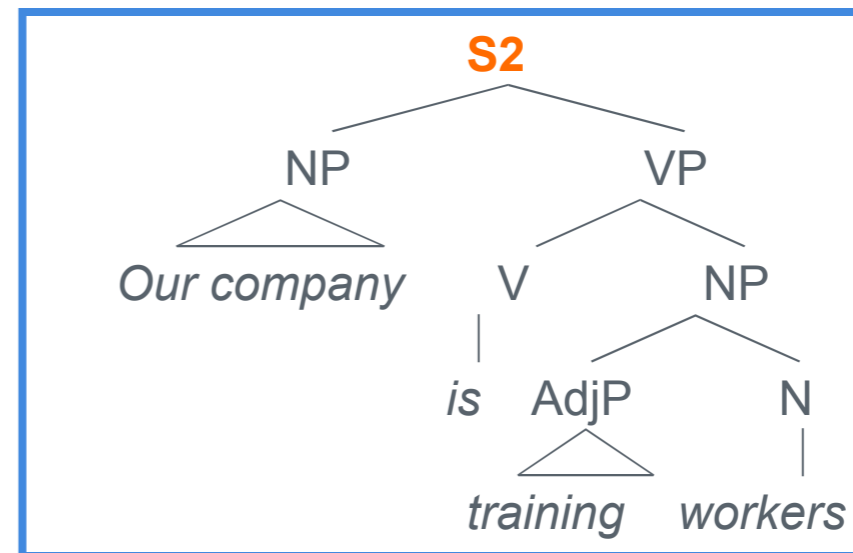 S2
NP VP
Our company V NP
is AdjP N
training workers